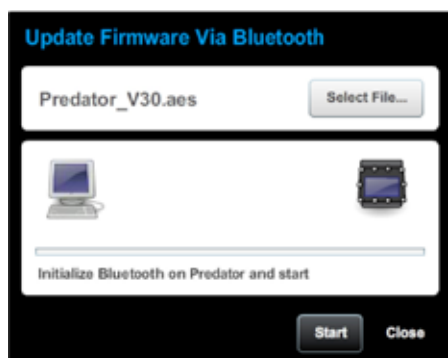 Update Firmware Via Bluetooth
Predator_V30.aes
Select File...
Initialize Bluetooth on Predator and start
Start
Close